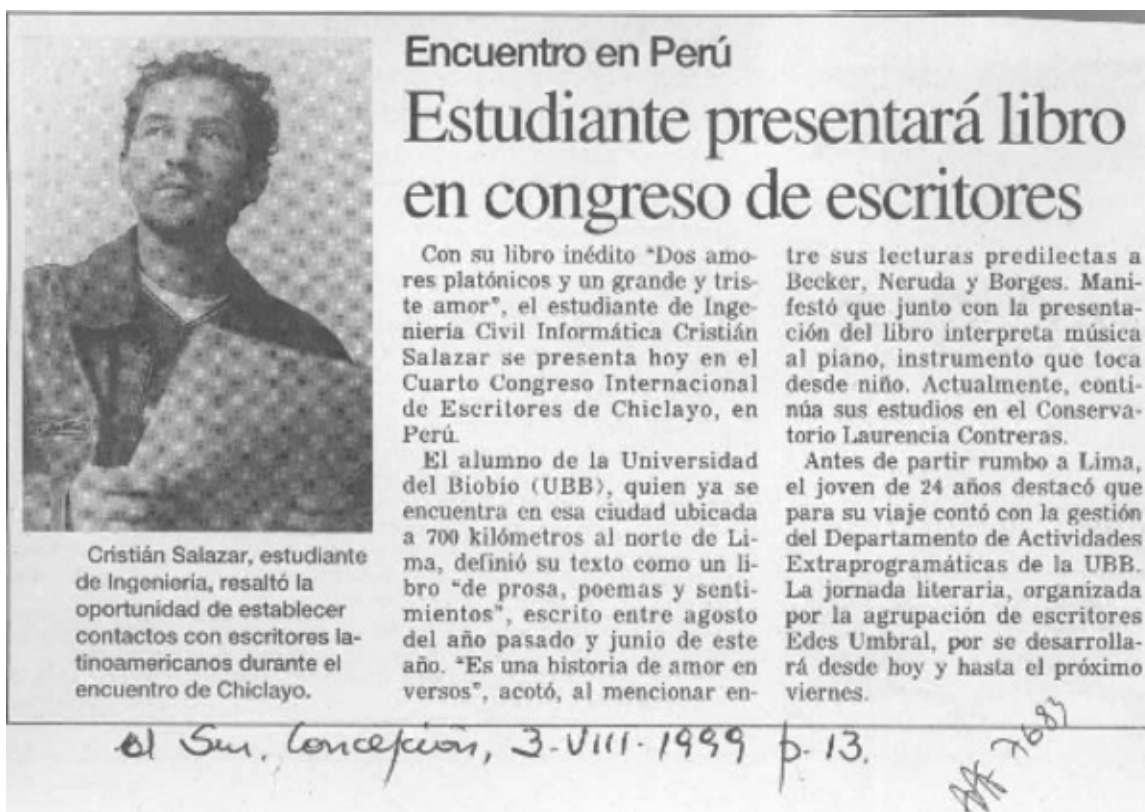 Encuentro en Perú
Estudiante presentará libro
en congreso de escritores
Con su libro inédito "Dos amo-
res platónicos y un grande y tris-
te amor", el estudiante de Inge-
niería Civil Informática Cristián
Salazar se presenta hoy en el
Cuarto Congreso Internacional
de Escritores de Chiclayo, en
Perú.
El alumno de la Universidad
del Biobío (UBB), quien ya se
encuentra en esa ciudad ubicada
a 700 kilómetros al norte de Li-
ma, definió su texto como un li-
bro "de prosa, poemas y senti-
mientos", escrito entre agosto
del año pasado y junio de este
año. "Es una historia de amor en
versos", acotó, al mencionar en-
tre sus lecturas predilectas a
Becker, Neruda y Borges. Mani-
festó que junto con la presenta-
ción del libro interpreta música
al piano, instrumento que toca
desde niño. Actualmente, conti-
núa sus estudios en el Conserva-
torio Laurencia Contreras.
Antes de partir rumbo a Lima,
el joven de 24 años destacó que
para su viaje contó con la gestión
del Departamento de Actividades
Extraprogramáticas de la UBB.
La jornada literaria, organizada
por la agrupación de escritores
Edes Umbral, por se desarrolla-
rá desde hoy y hasta el próximo
viernes.
Cristián Salazar, estudiante
de Ingeniería, resaltó la
oportunidad de establecer
contactos con escritores la-
tinoamericanos durante el
encuentro de Chiclayo.
el Sur, Concepción, 3-VIII-1999 p-13.